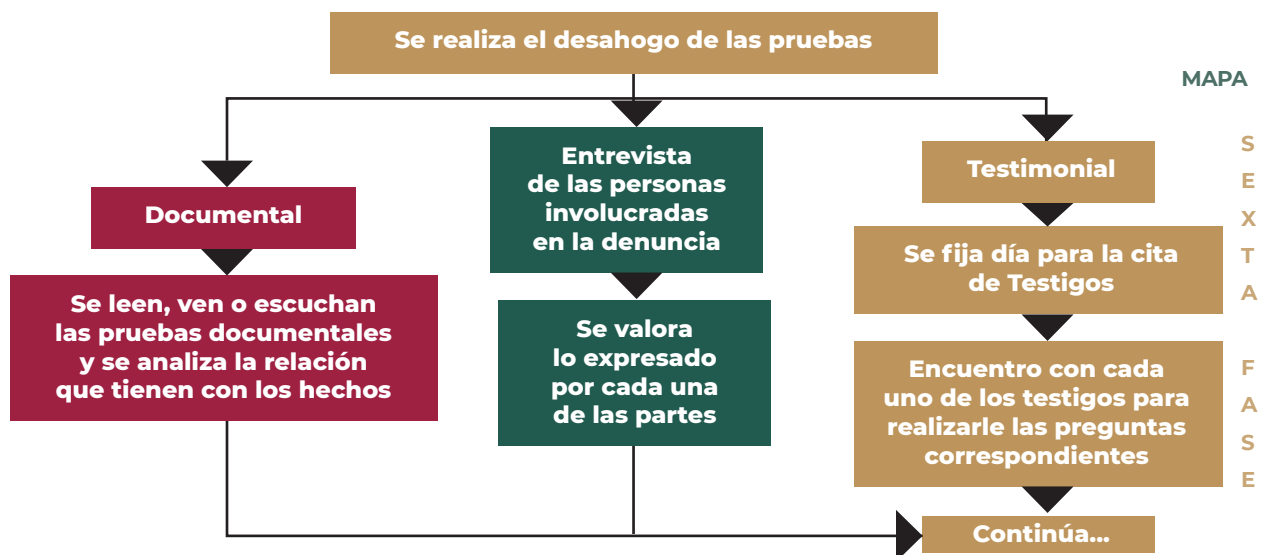 Se realiza el desahogo de las pruebas
MAPA
SEXTA
FASE
Documental
Se leen, ven o escuchan
las pruebas documentales
y se analiza la relación
que tienen con los hechos
Entrevista
de las personas
involucradas
en la denuncia
Se valora
lo expresado
por cada una
de las partes
Testimonial
Se fija día para la cita
de Testigos
Encuentro con cada
uno de los testigos para
realizarle las preguntas
correspondientes
Continúa...